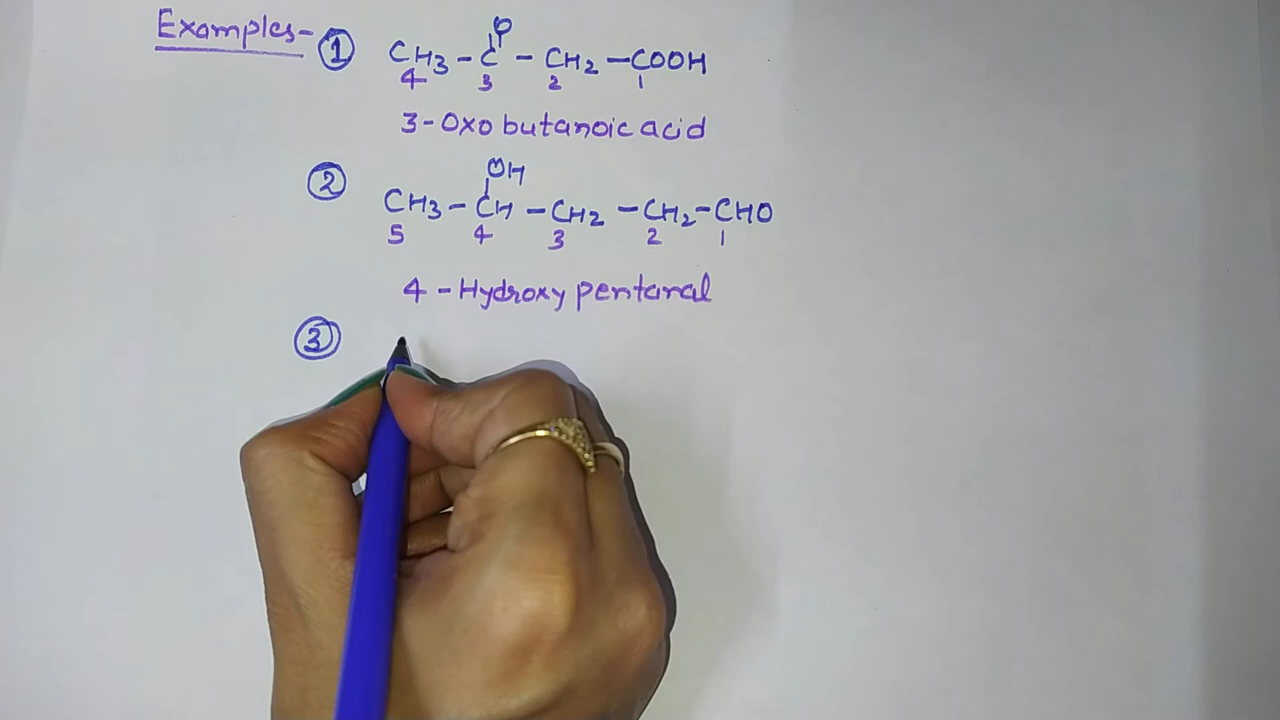 Examples- ① O
CH3 - C - CH2 - COOH
4 3 2 1
3-Oxo butanoic acid
② OH
CH3 - CH - CH2 - CH2 - CHO
5 4 3 2 1
4 - Hydroxy pentanal
③